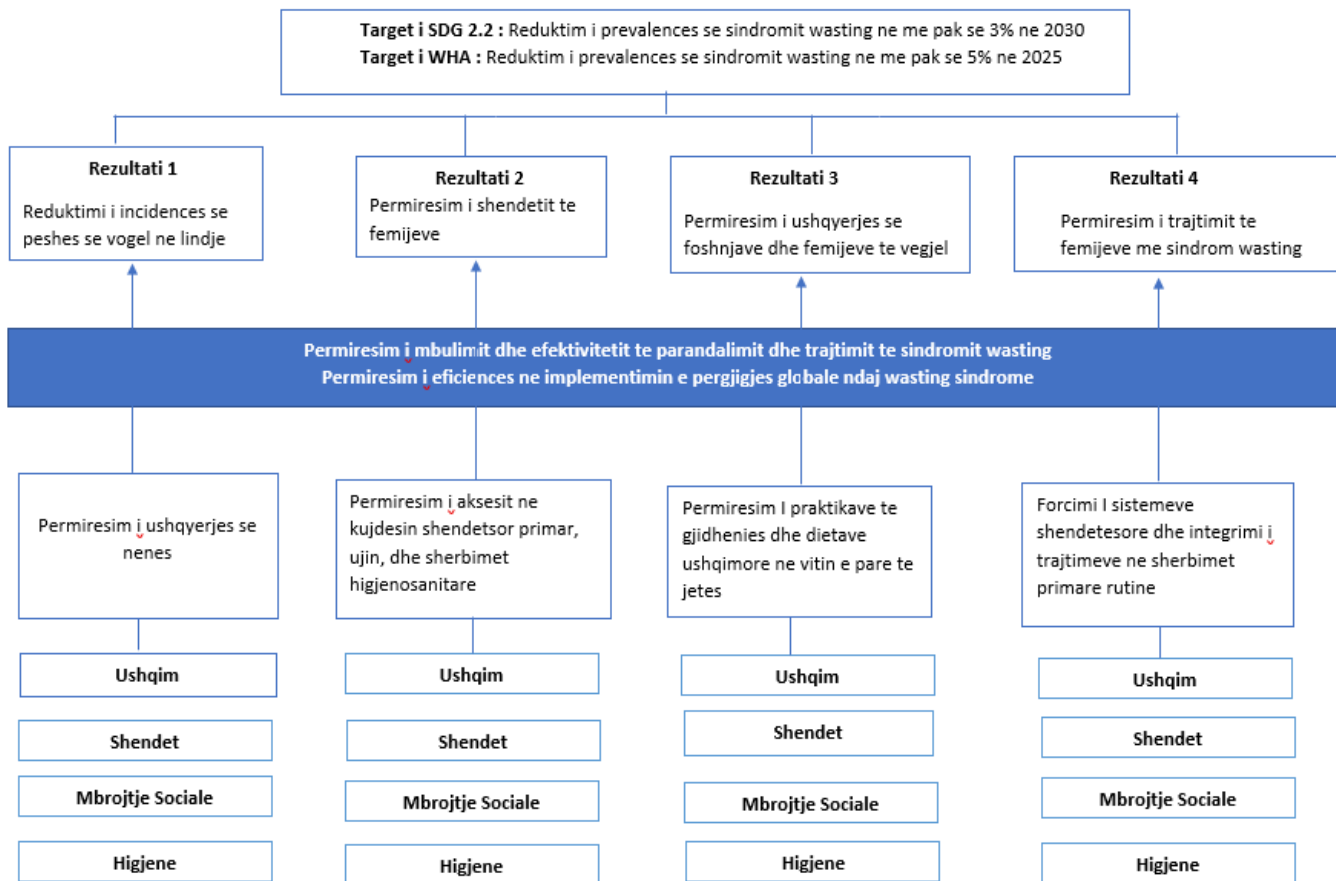 Target i SDG 2.2 : Reduktim i prevalences se sindromit wasting ne me pak se 3% ne 2030
Target i WHA : Reduktim i prevalences se sindromit wasting ne me pak se 5% ne 2025
Rezultati 1
Reduktimi i incidences se
peshes se vogel ne lindje
Rezultati 2
Permiresim i shendetit te
femijeve
Rezultati 3
Permiresim i ushqyerjes se
foshnjave dhe femijeve te vegjel
Rezultati 4
Permiresim i trajtimit te
femijeve me sindrom wasting
Permiresim i mbulimit dhe efektivitetit te parandalimit dhe trajtimit te sindromit wasting
Permiresim i eficiences ne implementimin e pergjigjes globale ndaj wasting sindrome
Permiresim i ushqyerjes se
nenes
Permiresim i aksesit ne
kujdesin shendetsor primar,
ujin, dhe sherbimet
higjenosanitare
Permiresim I praktikave te
gjidhenies dhe dietave
ushqimore ne vitin e pare te
jetes
Forcimi I sistemeve
shendetesore dhe integrimi i
trajtimeve ne sherbimet
primare rutine
Ushqim
Ushqim
Ushqim
Ushqim
Shendet
Shendet
Shendet
Shendet
Mbrojtje Sociale
Mbrojtje Sociale
Mbrojtje Sociale
Mbrojtje Sociale
Higjene
Higjene
Higjene
Higjene